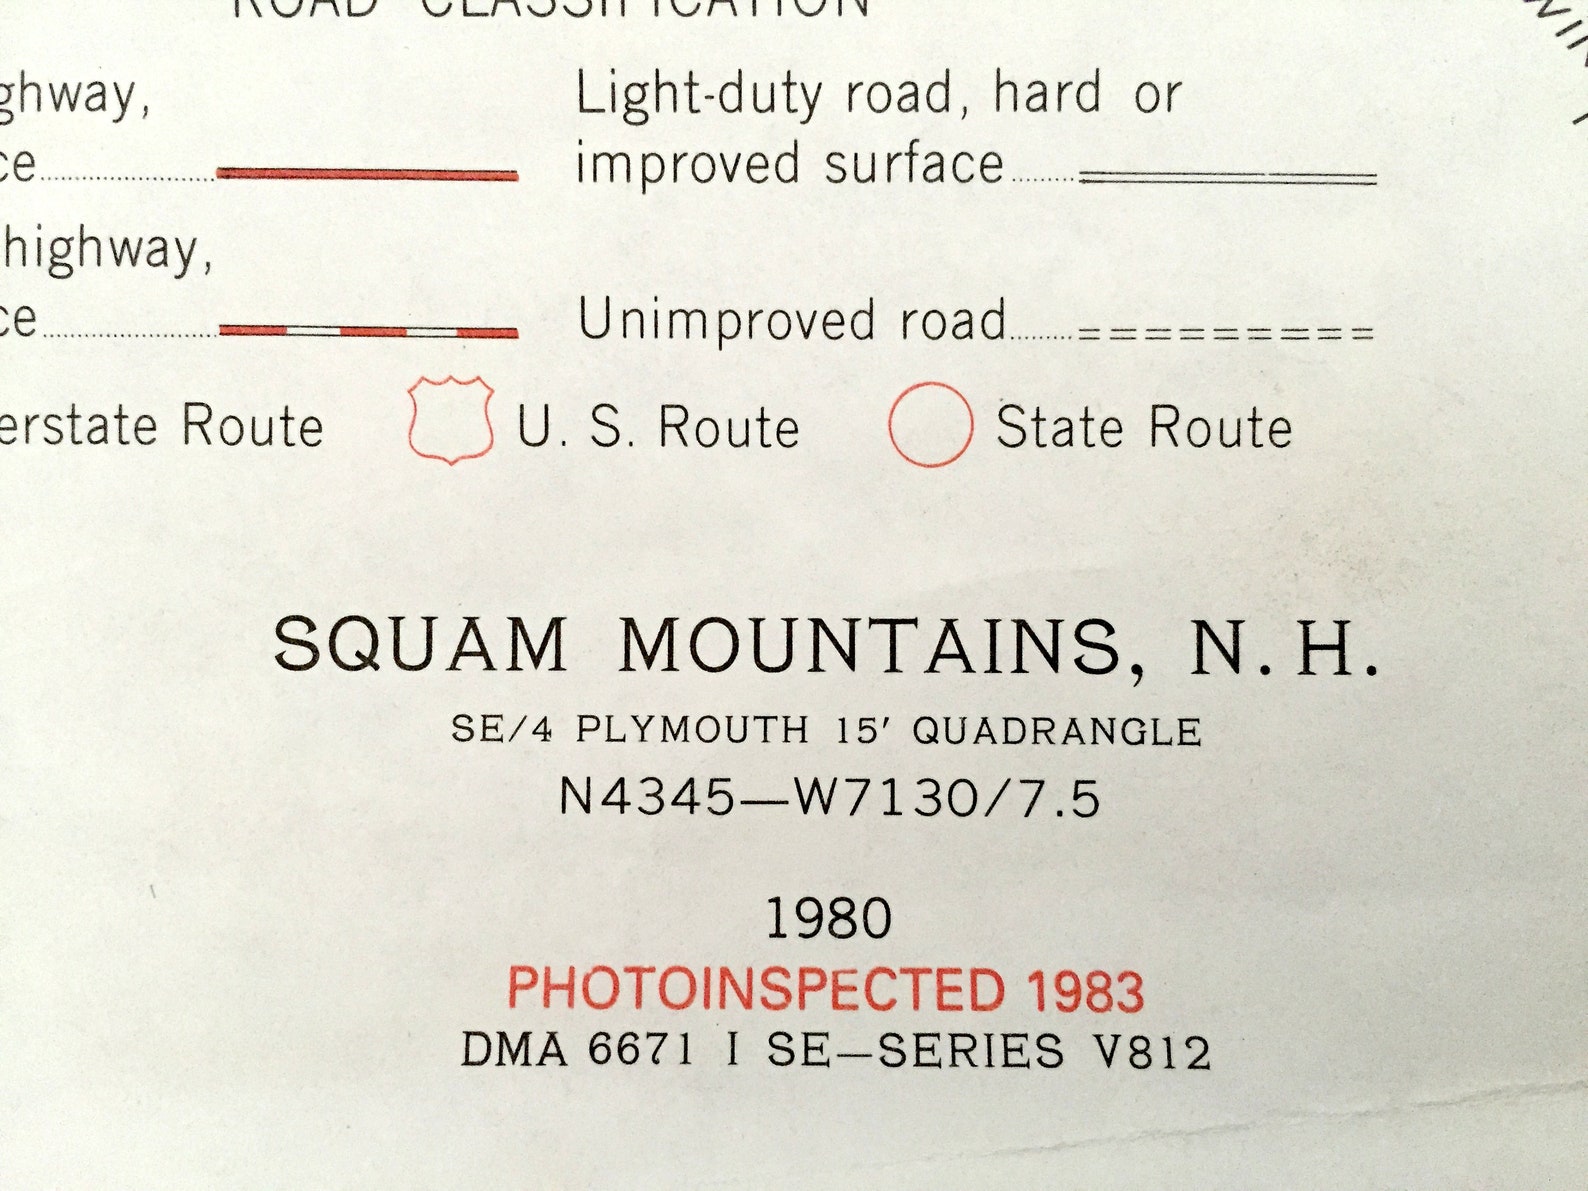 ROAD CLASSIFICATION
ghway,
Light-duty road, hard or
ce
improved surface
highway,
ce
Unimproved road
erstate Route
U. S. Route
State Route
SQUAM MOUNTAINS, N. H.
SE/4 PLYMOUTH 15′ QUADRANGLE
N4345—W7130/7.5
1980
PHOTOINSPECTED 1983
DMA 6671 I SE—SERIES V812